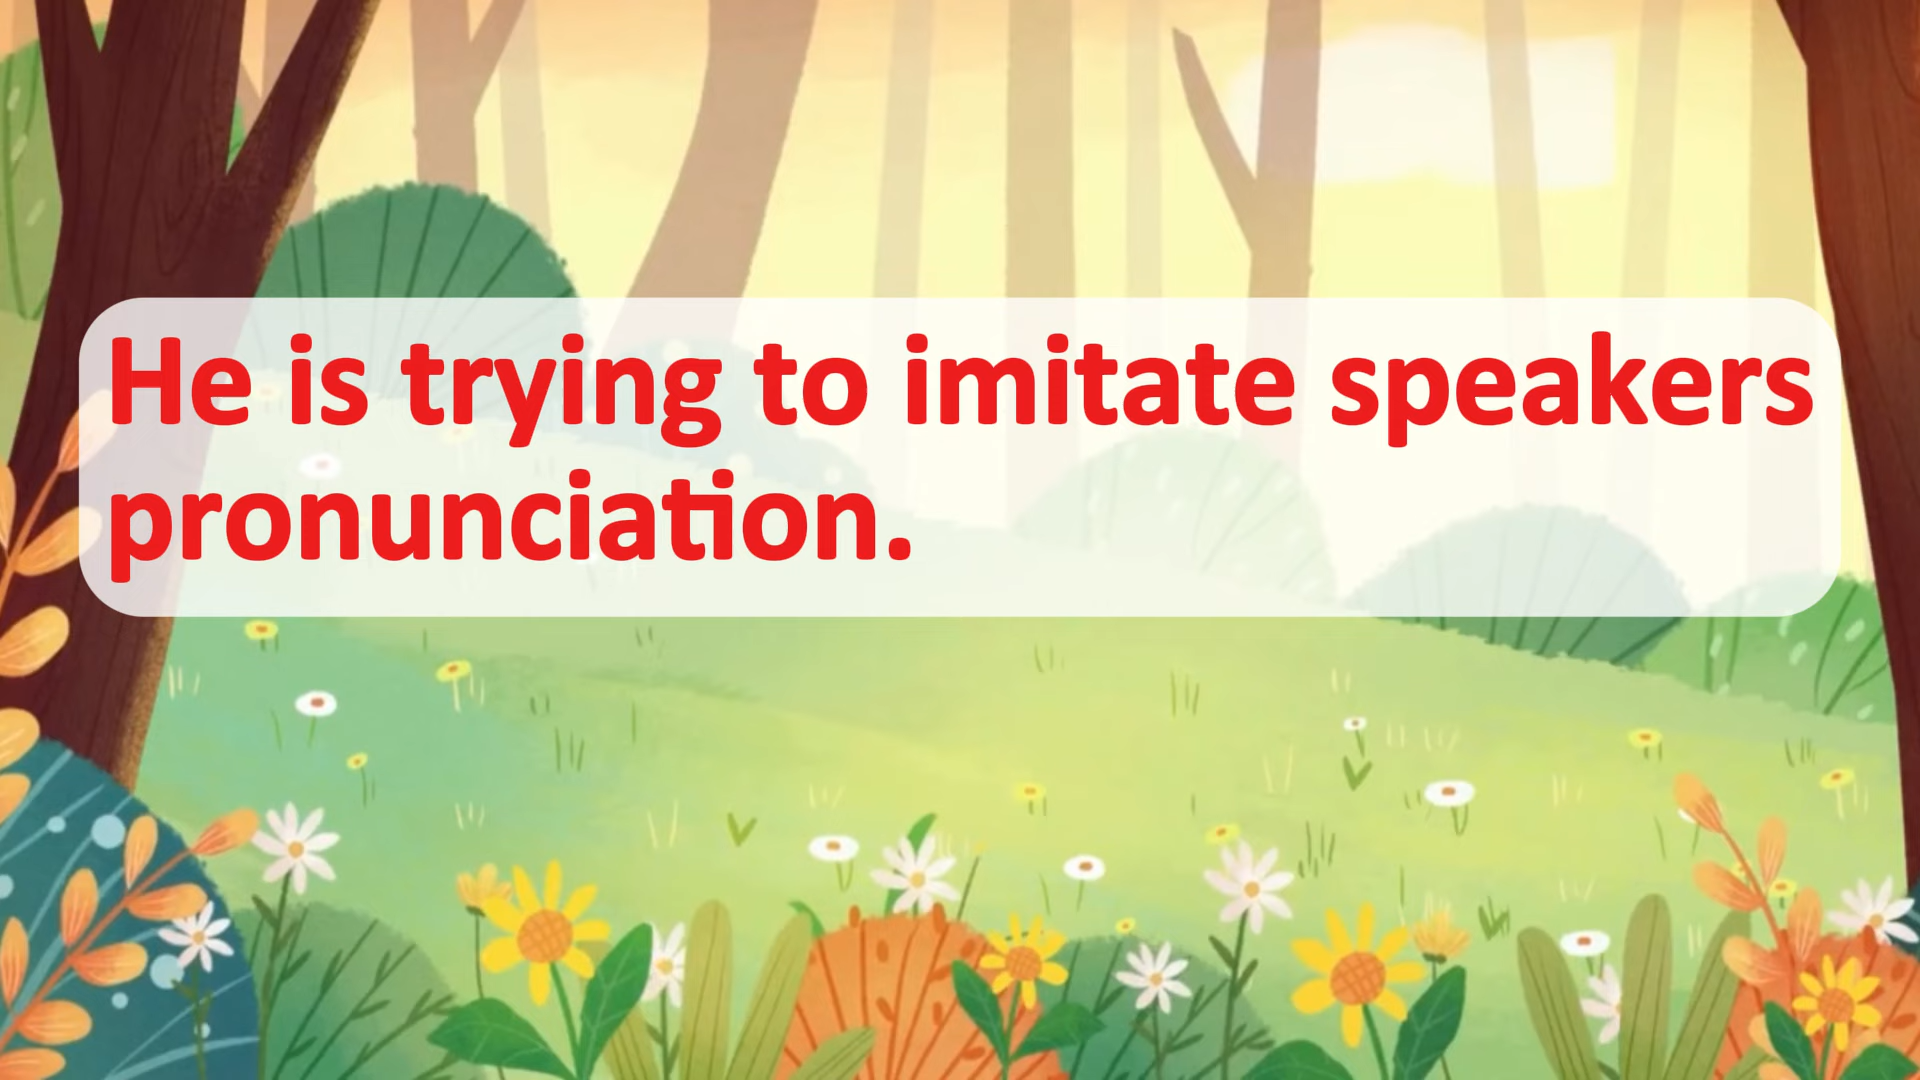 He is trying to imitate speakers
pronunciation.